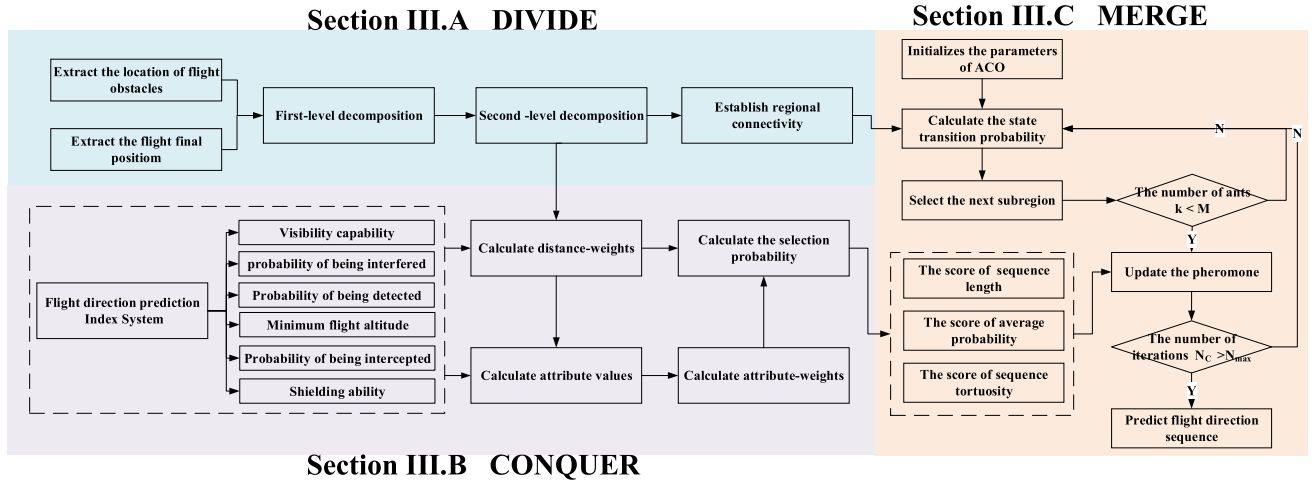 Section III.A DIVIDE
Extract the location of flight
obstacles
Extract the flight final
positiom
First-level decomposition
Second -level decomposition
Establish regional
connectivity
Section III.B CONQUER
Flight direction prediction
Index System
Visibility capability
probability of being interfered
Probability of being detected
Minimum flight altitude
Probability of being intercepted
Shielding ability
Calculate distance-weights
Calculate the selection
probability
Calculate attribute values
Calculate attribute-weights
Section III.C MERGE
Initializes the parameters
of ACO
Calculate the state
transition probability
Select the next subregion
The number of ants
k < M
N
N
Y
The score of sequence
length
The score of average
probability
The score of sequence
tortuosity
Update the pheromone
The number of
iterations N_C >N_max
Y
Predict flight direction
sequence